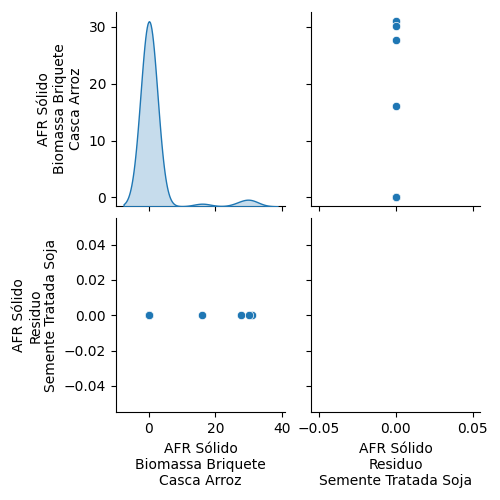 AFR Sólido
Biomassa Briquete
Casca Arroz
30
20
10
0
AFR Sólido
Residuo
Semente Tratada Soja
0.04
0.02
0.00
−0.02
−0.04
0 40
20
AFR Sólido
Biomassa Briquete
Casca Arroz
−0.05 0.00 0.05
AFR Sólido
Residuo
Semente Tratada Soja